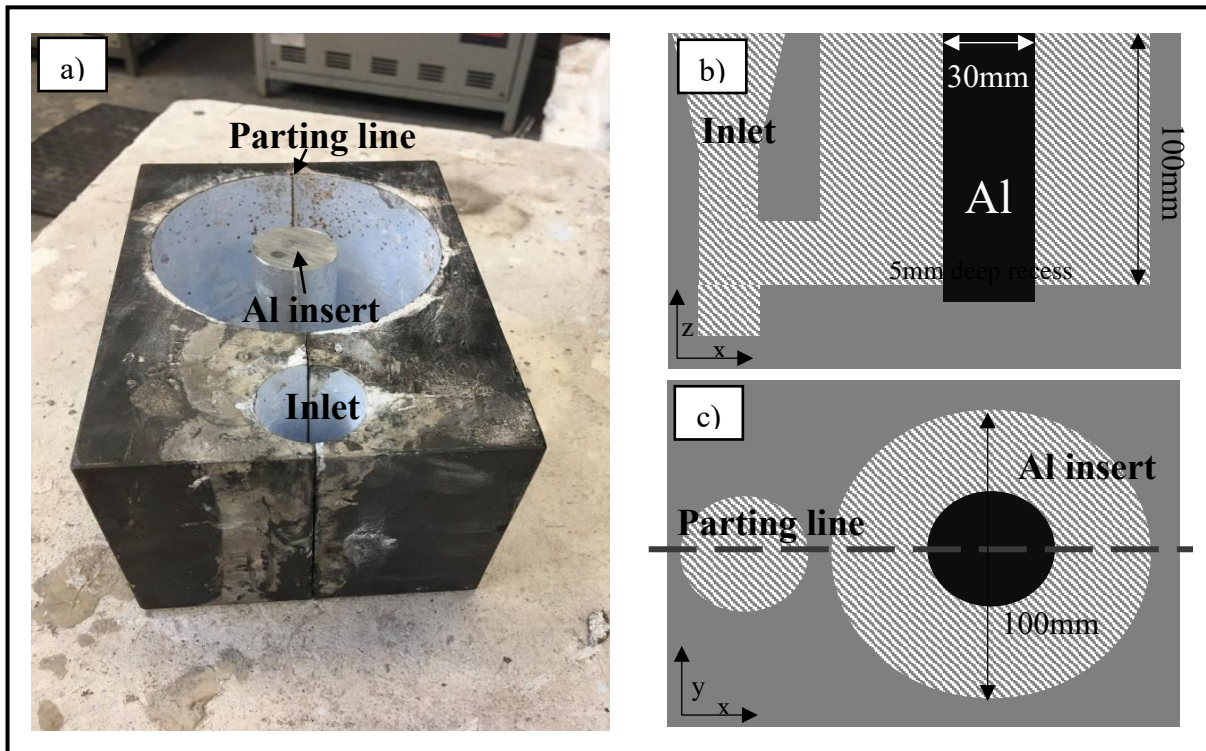 a)
Parting line
Al insert
Inlet
b)
30mm
Inlet
100mm
Al
5mm deep recess
z
x
c)
Al insert
Parting line
100mm
y
x